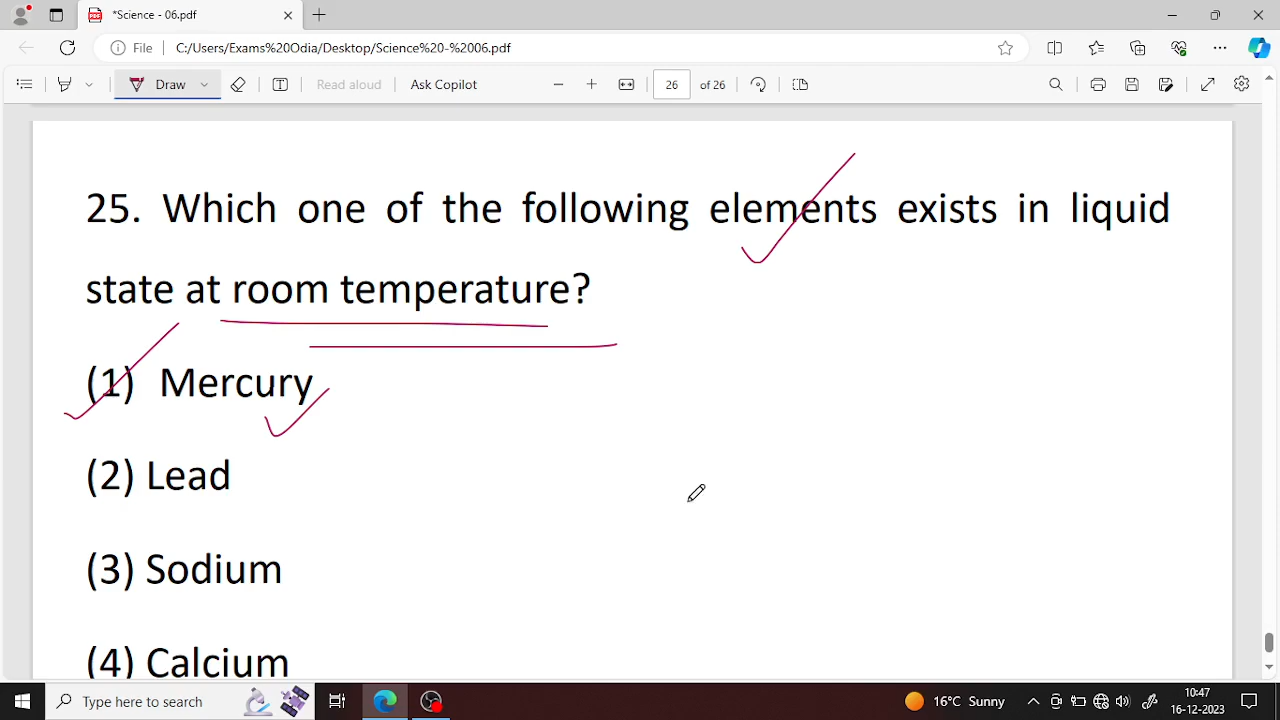 *Science - 06.pdf
File C:/Users/Exams%20Odia/Desktop/Science%20-%2006.pdf
Draw Read aloud Ask Copilot 26 of 26
25. Which one of the following elements exists in liquid
state at room temperature?
(1) Mercury
(2) Lead
(3) Sodium
(4) Calcium
Type here to search 16°C Sunny 10:47
16-12-2023